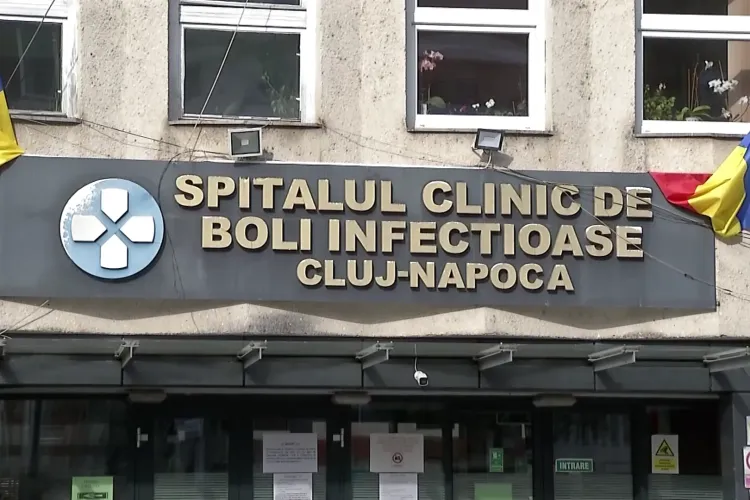 SPITALUL CLINIC DE
BOLI INFECTIOASE
CLUJ-NAPOCA
INTRARE